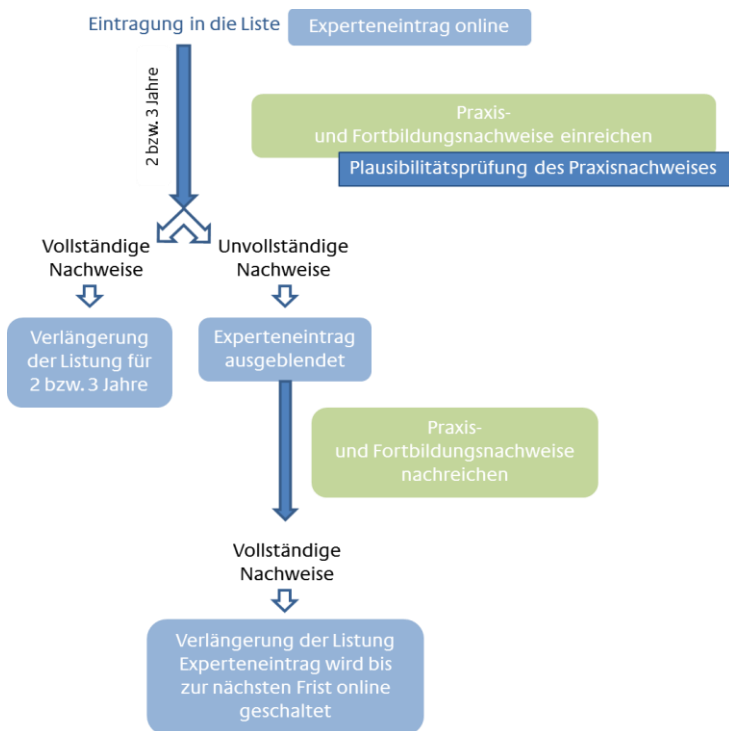 Eintragung in die Liste
Experteneintrag online
2 bzw. 3 Jahre
Praxis-
und Fortbildungsnachweise einreichen
Plausibilitätsprüfung des Praxisnachweises
Vollständige
Nachweise
Unvollständige
Nachweise
Verlängerung
der Listung für
2 bzw. 3 Jahre
Experteneintrag
ausgeblendet
Praxis-
und Fortbildungsnachweise
nachreichen
Vollständige
Nachweise
Verlängerung der Listung
Experteneintrag wird bis
zur nächsten Frist online
geschaltet